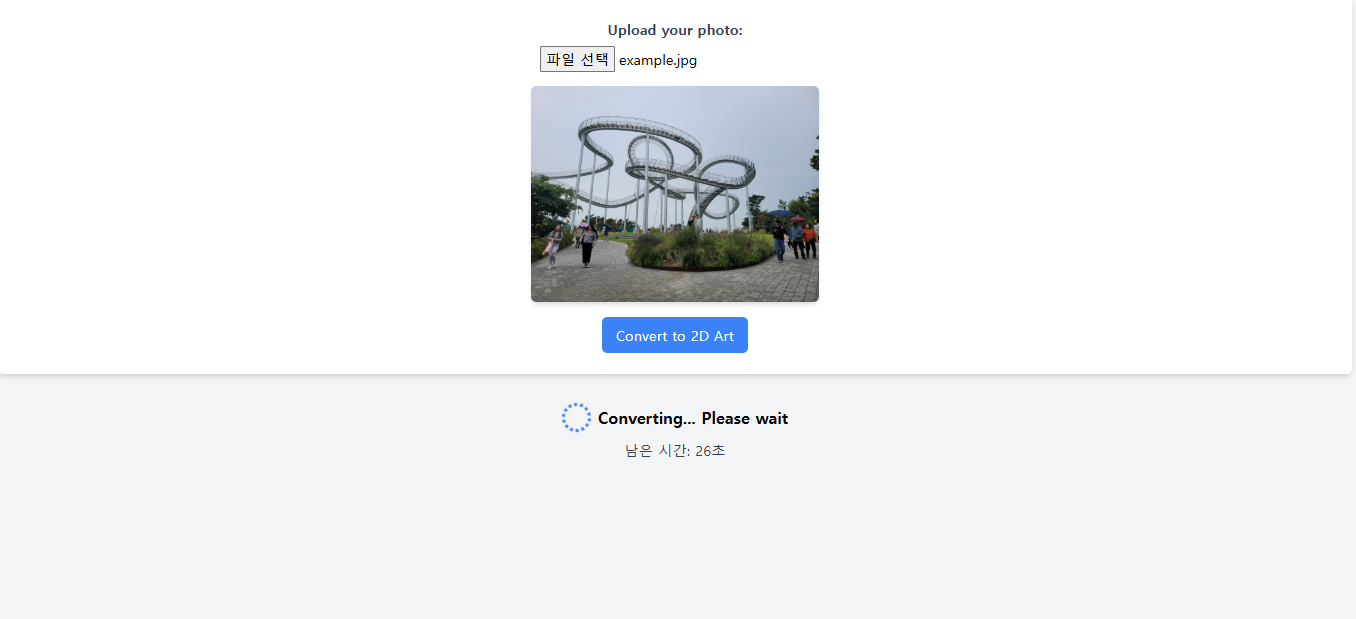 Upload your photo:
파일 선택 example.jpg
Convert to 2D Art
Converting... Please wait
남은 시간: 26초